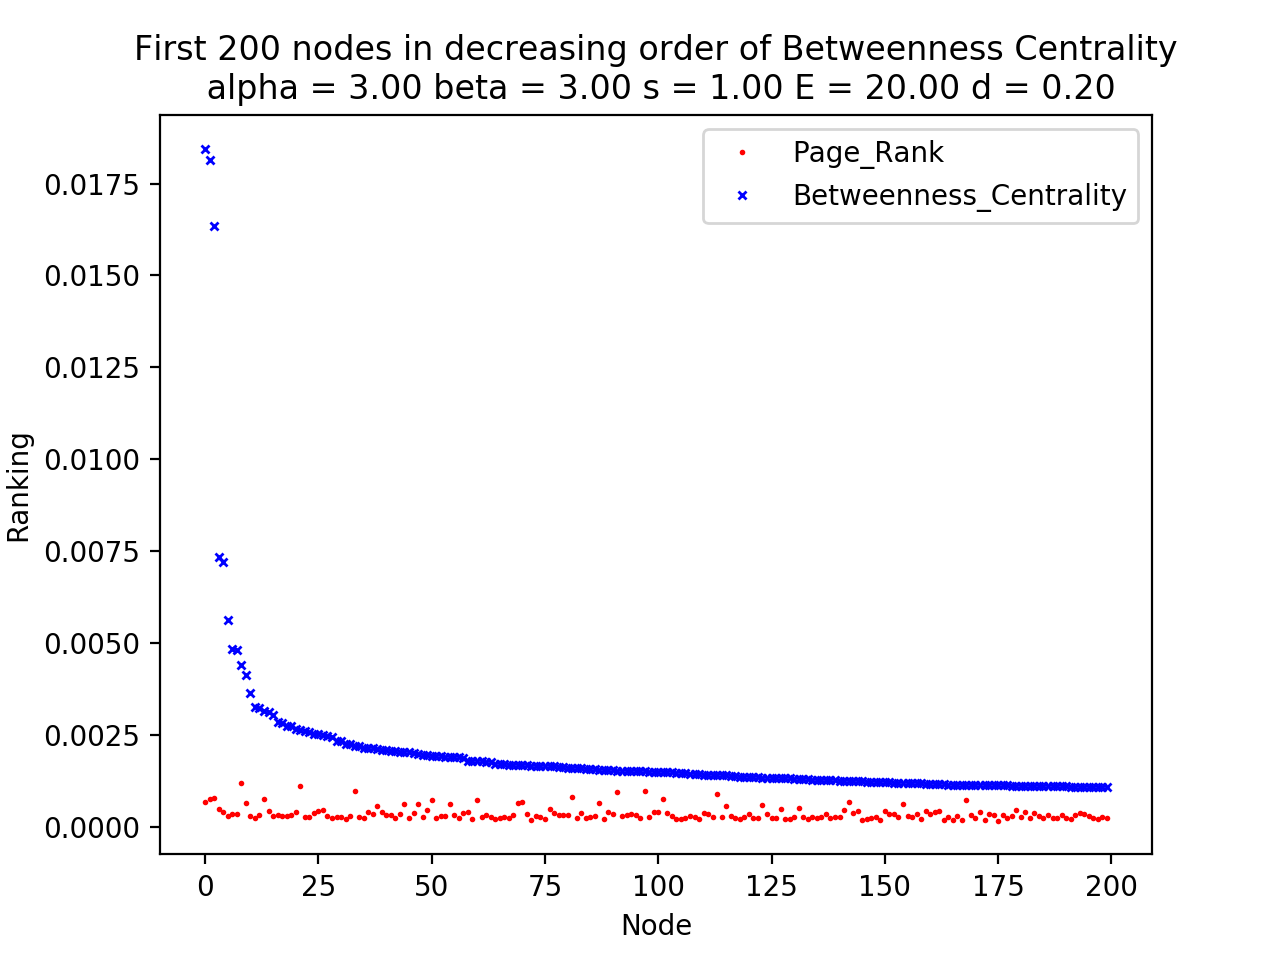 First 200 nodes in decreasing order of Betweenness Centrality
alpha = 3.00 beta = 3.00 s = 1.00 E = 20.00 d = 0.20
Page_Rank
Betweenness_Centrality
0.0175
0.0150
0.0125
0.0100
0.0075
0.0050
0.0025
0.0000
Ranking
0 25 50 75 100 125 150 175 200
Node